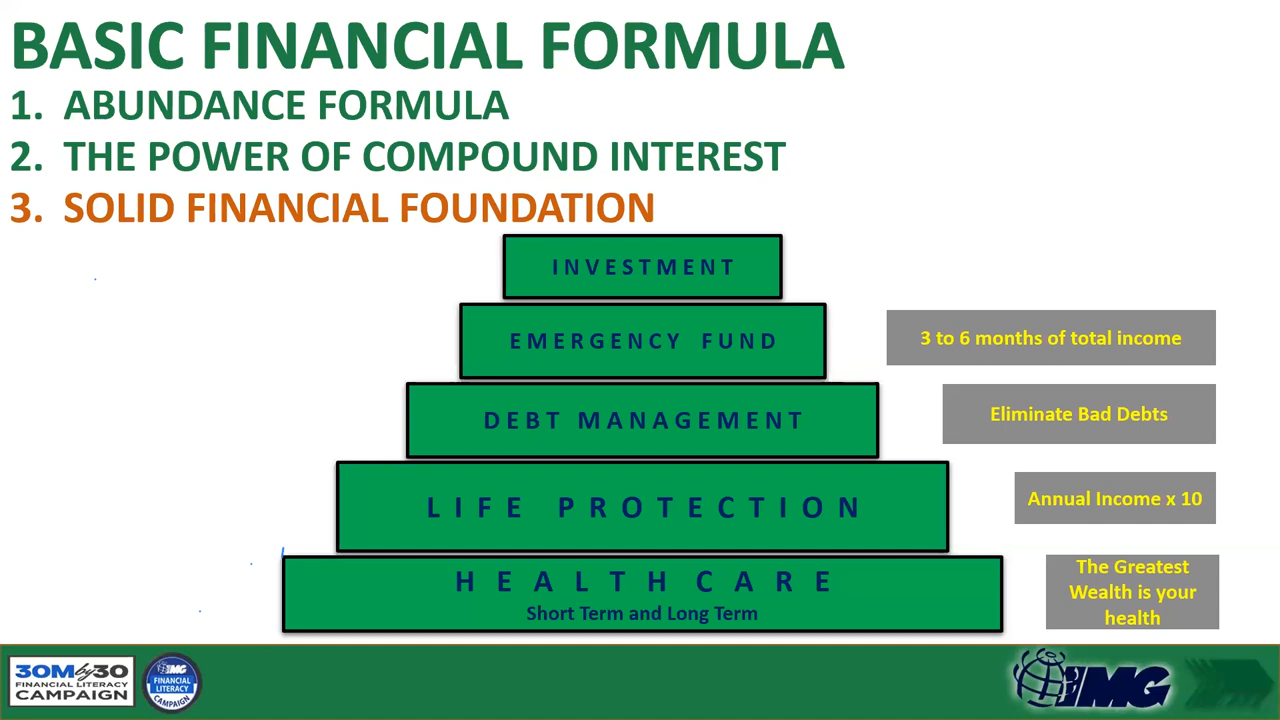 BASIC FINANCIAL FORMULA
1. ABUNDANCE FORMULA
2. THE POWER OF COMPOUND INTEREST
3. SOLID FINANCIAL FOUNDATION
INVESTMENT
EMERGENCY FUND
3 to 6 months of total income
DEBT MANAGEMENT
Eliminate Bad Debts
LIFE PROTECTION
Annual Income x 10
HEALTHCARE
Short Term and Long Term
The Greatest
Wealth is your
health
30M by 30
FINANCIAL LITERACY
CAMPAIGN
IMG
FINANCIAL
LITERACY
CAMPAIGN
IMG